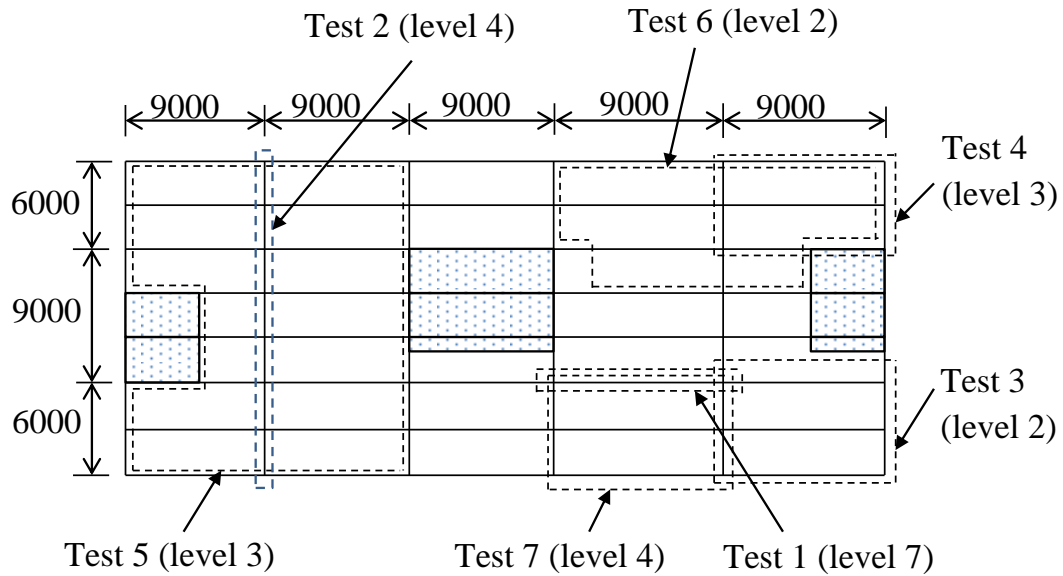 Test 2 (level 4)
Test 6 (level 2)
9000
9000
9000
9000
9000
Test 4
(level 3)
6000
9000
6000
Test 3
(level 2)
Test 5 (level 3)
Test 7 (level 4)
Test 1 (level 7)